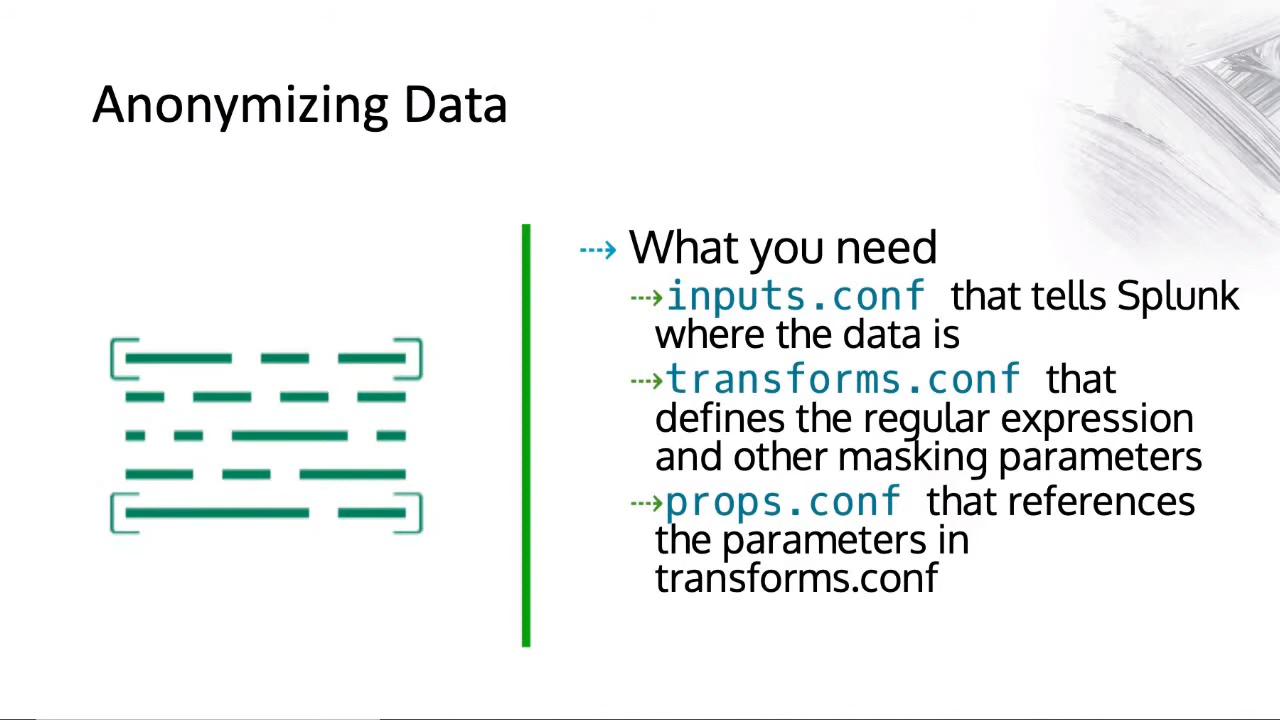 Anonymizing Data
What you need
inputs.conf that tells Splunk
where the data is
transforms.conf that
defines the regular expression
and other masking parameters
props.conf that references
the parameters in
transforms.conf